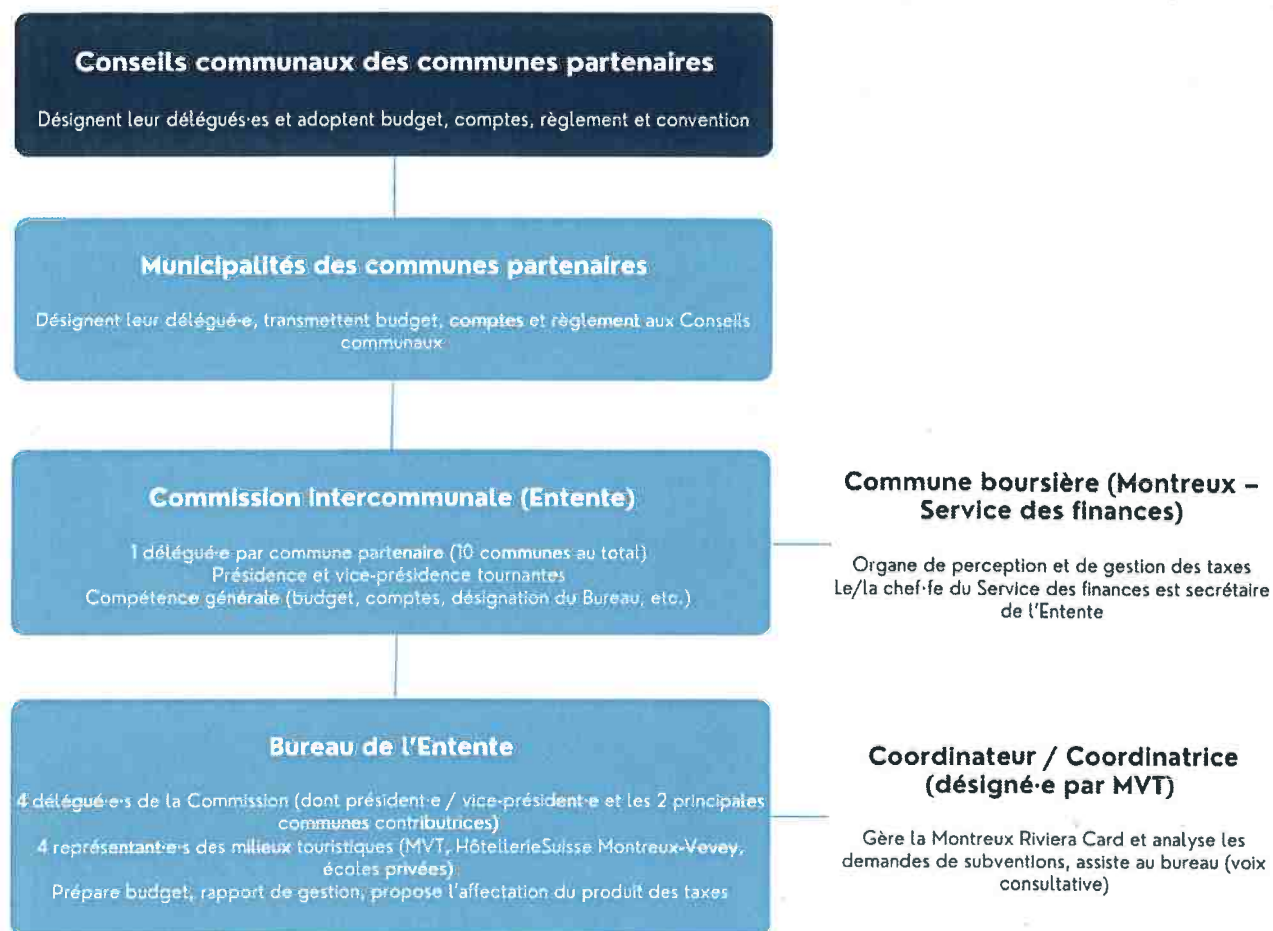 Conseils communaux des communes partenaires
Désignent leur délégués·es et adoptent budget, comptes, règlement et convention
Municipalités des communes partenaires
Désignent leur délégué·e, transmettent budget, comptes et règlement aux Conseils
communaux
Commission intercommunale (Entente)
1 délégué·e par commune partenaire (10 communes au total)
Présidence et vice-présidence tournantes
Compétence générale (budget, comptes, désignation du Bureau, etc.)
Commune boursière (Montreux –
Service des finances)
Organe de perception et de gestion des taxes
Le/la chef·fe du Service des finances est secrétaire
de l'Entente
Bureau de l'Entente
4 délégué·e·s de la Commission (dont président·e / vice-président·e et les 2 principales
communes contributrices)
4 représentant·e·s des milieux touristiques (MVT, HôtellerieSuisse Montreux-Vevey,
écoles privées)
Prépare budget, rapport de gestion, propose l'affectation du produit des taxes
Coordinateur / Coordinatrice
(désigné·e par MVT)
Gère la Montreux Riviera Card et analyse les
demandes de subventions, assiste au bureau (voix
consultative)